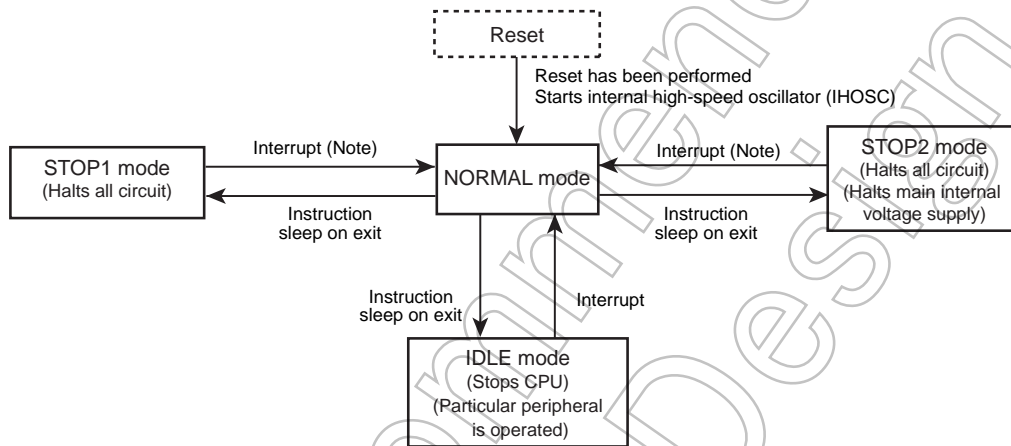 Reset
Reset has been performed
Starts internal high-speed oscillator (IHOSC)
STOP1 mode
(Halts all circuit)
Interrupt (Note)
Instruction
sleep on exit
NORMAL mode
Interrupt (Note)
Instruction
sleep on exit
STOP2 mode
(Halts all circuit)
(Halts main internal
voltage supply)
Instruction
sleep on exit
Interrupt
IDLE mode
(Stops CPU)
(Particular peripheral
is operated)
ommen
Design